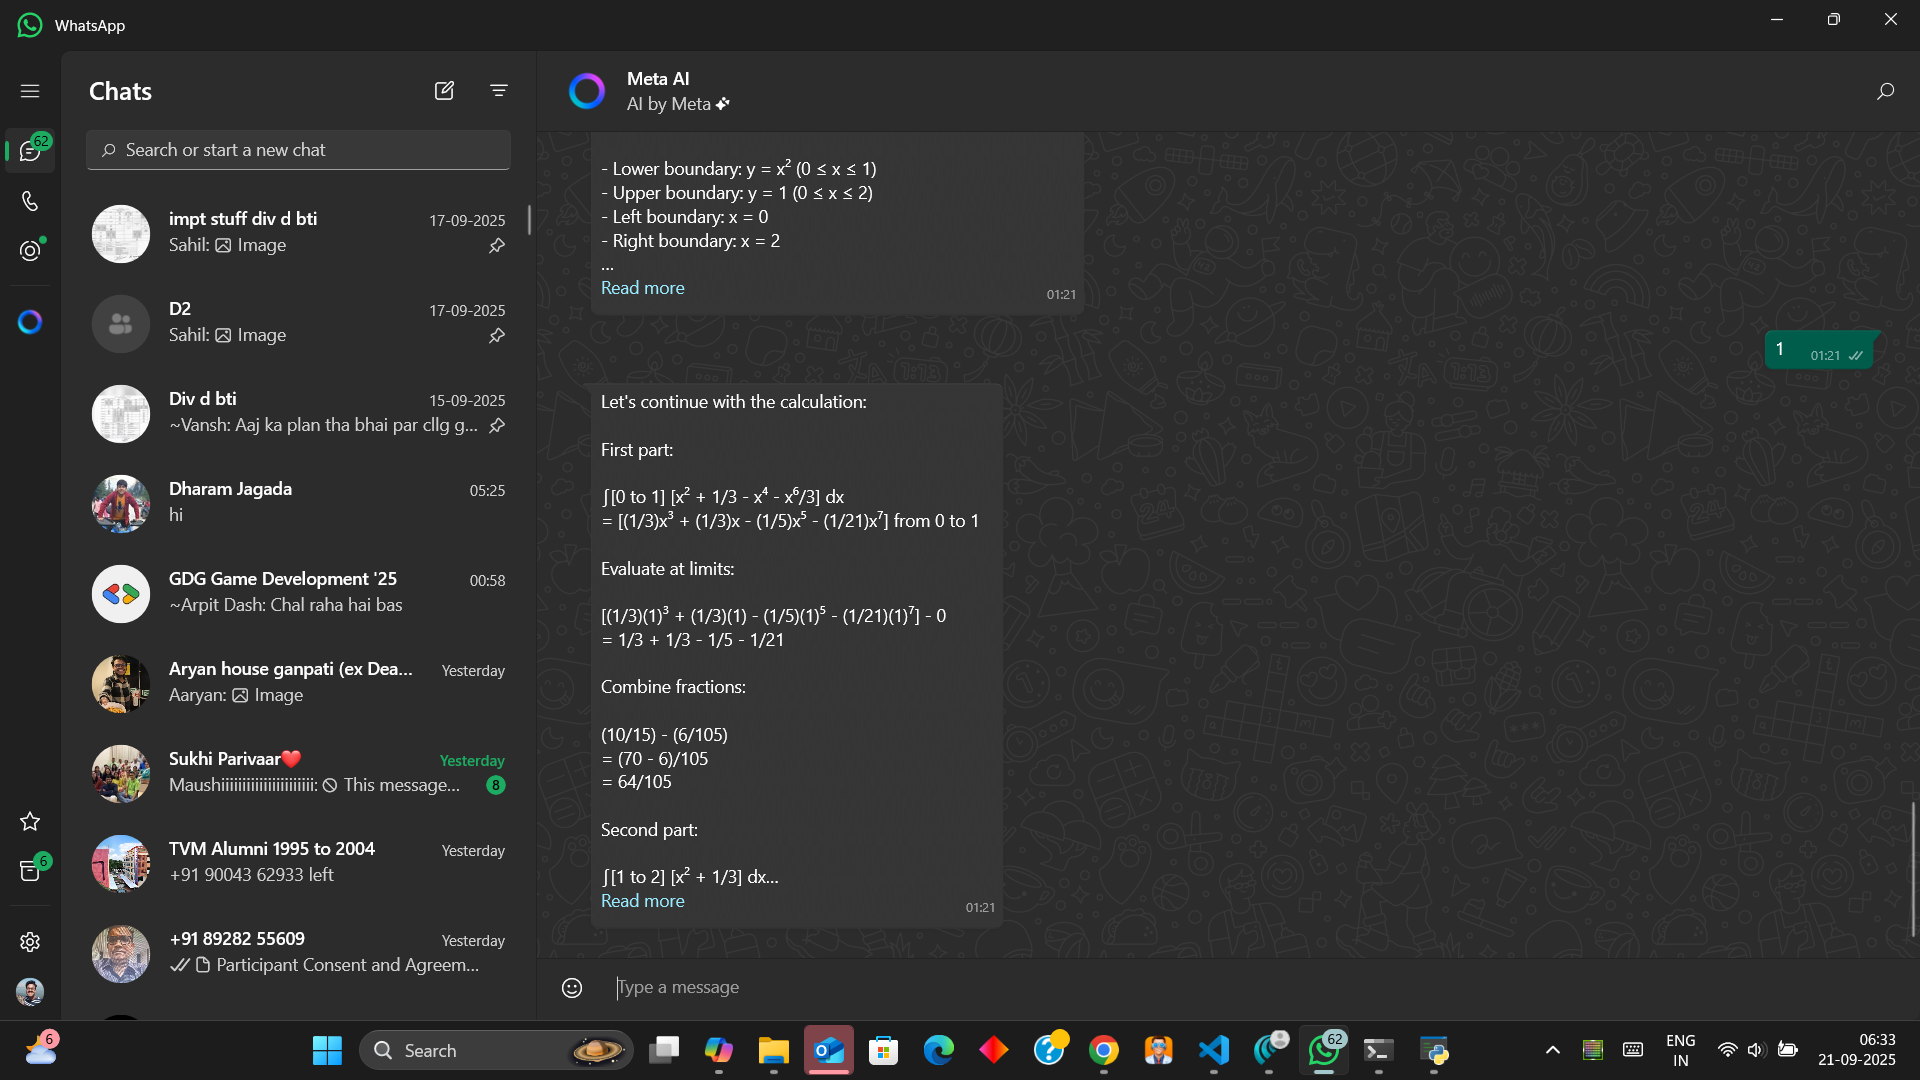 WhatsApp
Chats
62
Search or start a new chat
impt stuff div d bti 17-09-2025
Sahil: Image
D2 17-09-2025
Sahil: Image
Div d bti 15-09-2025
~Vansh: Aaj ka plan tha bhai par cllg g...
Dharam Jagada 05:25
hi
GDG Game Development '25 00:58
~Arpit Dash: Chal raha hai bas
Aryan house ganpati (ex Dea... Yesterday
Aaryan: Image
Sukhi Parivaar❤️ Yesterday
Maushiiiiiiiiiiiiiiiiiiiiii: This message... 8
TVM Alumni 1995 to 2004 Yesterday
+91 90043 62933 left
6
+91 89282 55609 Yesterday
Participant Consent and Agreem...
Meta AI
AI by Meta
- Lower boundary: y = x² (0 ≤ x ≤ 1)
- Upper boundary: y = 1 (0 ≤ x ≤ 2)
- Left boundary: x = 0
- Right boundary: x = 2
...
Read more 01:21
1 01:21
Let's continue with the calculation:
First part:
∫[0 to 1] [x² + 1/3 - x⁴ - x⁶/3] dx
= [(1/3)x³ + (1/3)x - (1/5)x⁵ - (1/21)x⁷] from 0 to 1
Evaluate at limits:
[(1/3)(1)³ + (1/3)(1) - (1/5)(1)⁵ - (1/21)(1)⁷] - 0
= 1/3 + 1/3 - 1/5 - 1/21
Combine fractions:
(10/15) - (6/105)
= (70 - 6)/105
= 64/105
Second part:
∫[1 to 2] [x² + 1/3] dx...
Read more 01:21
Type a message
6
Search
62
ENG
IN
06:33
21-09-2025